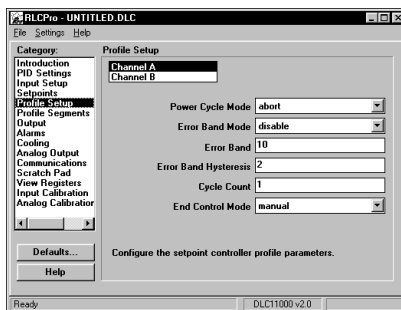 RLCPro - UNTITLED.DLC
File Settings Help
Category:
Introduction
PID Settings
Input Setup
Setpoints
Profile Setup
Profile Segments
Output
Alarms
Cooling
Analog Output
Communications
Scratch Pad
View Registers
Input Calibration
Analog Calibration
Defaults...
Help
Profile Setup
Channel A
Channel B
Power Cycle Mode abort
Error Band Mode disable
Error Band 10
Error Band Hysteresis 2
Cycle Count 1
End Control Mode manual
Configure the setpoint controller profile parameters.
Ready DLC11000 v2.0